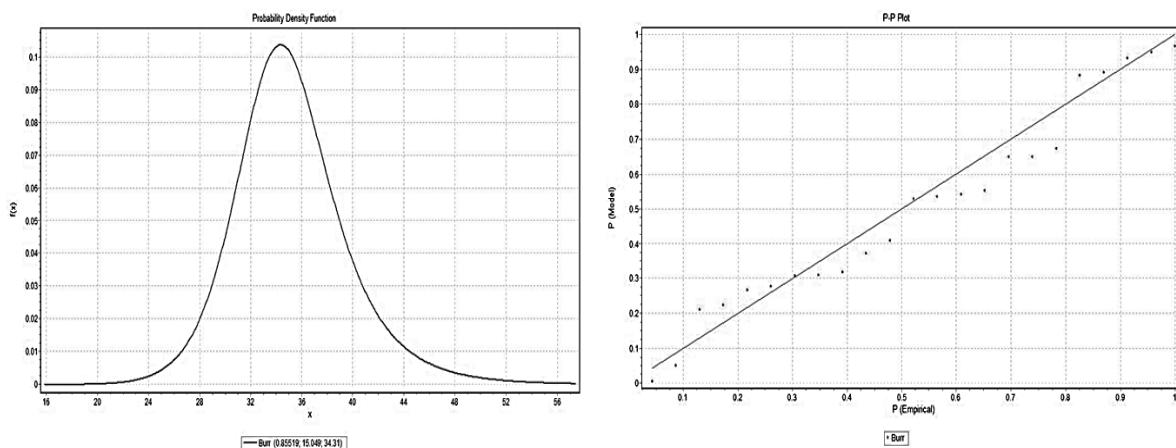 Probability Density Function
f(x)
0.1
0.09
0.08
0.07
0.06
0.05
0.04
0.03
0.02
0.01
0
16 20 24 28 32 36 40 44 48 52 56
x
Burr (0.85519; 15.049; 34.31)
P-P Plot
P (Model)
1
0.9
0.8
0.7
0.6
0.5
0.4
0.3
0.2
0.1
0
0.1 0.2 0.3 0.4 0.5 0.6 0.7 0.8 0.9 1
P (Empirical)
Burr